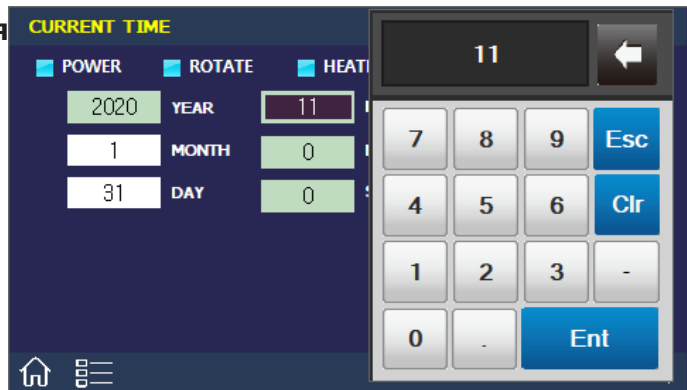 CURRENT TIME
POWER ROTATE HEATI
2020 YEAR 11
1 MONTH 0
31 DAY 0
11
7 8 9 Esc
4 5 6 Clr
1 2 3 -
0 . Ent